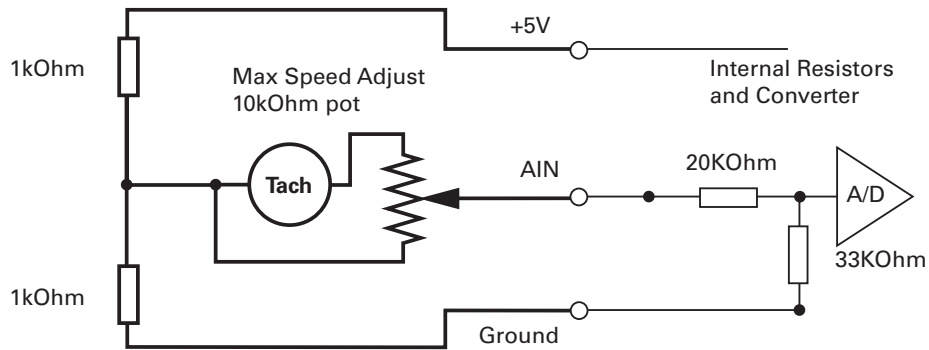 +5V
1kOhm
Max Speed Adjust
10kOhm pot
Internal Resistors
and Converter
Tach
AIN
20KOhm
A/D
33KOhm
1kOhm
Ground